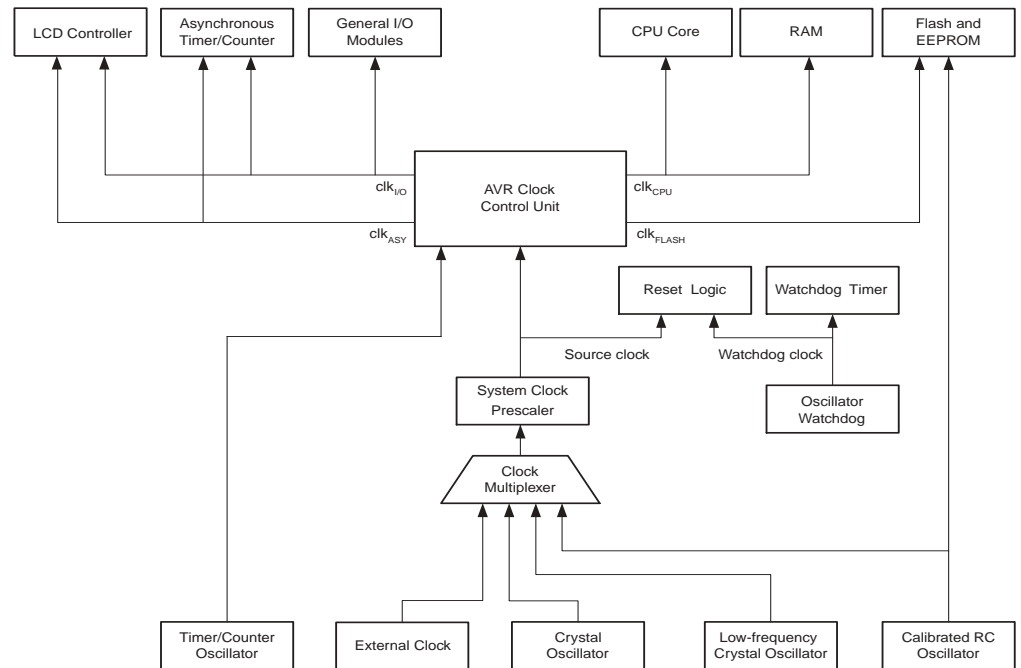 LCD Controller
Asynchronous
Timer/Counter
General I/O
Modules
CPU Core
RAM
Flash and
EEPROM
clkI/O
AVR Clock
Control Unit
clkCPU
clkASY
clkFLASH
Reset Logic
Watchdog Timer
Source clock
Watchdog clock
System Clock
Prescaler
Oscillator
Watchdog
Clock
Multiplexer
Timer/Counter
Oscillator
External Clock
Crystal
Oscillator
Low-frequency
Crystal Oscillator
Calibrated RC
Oscillator